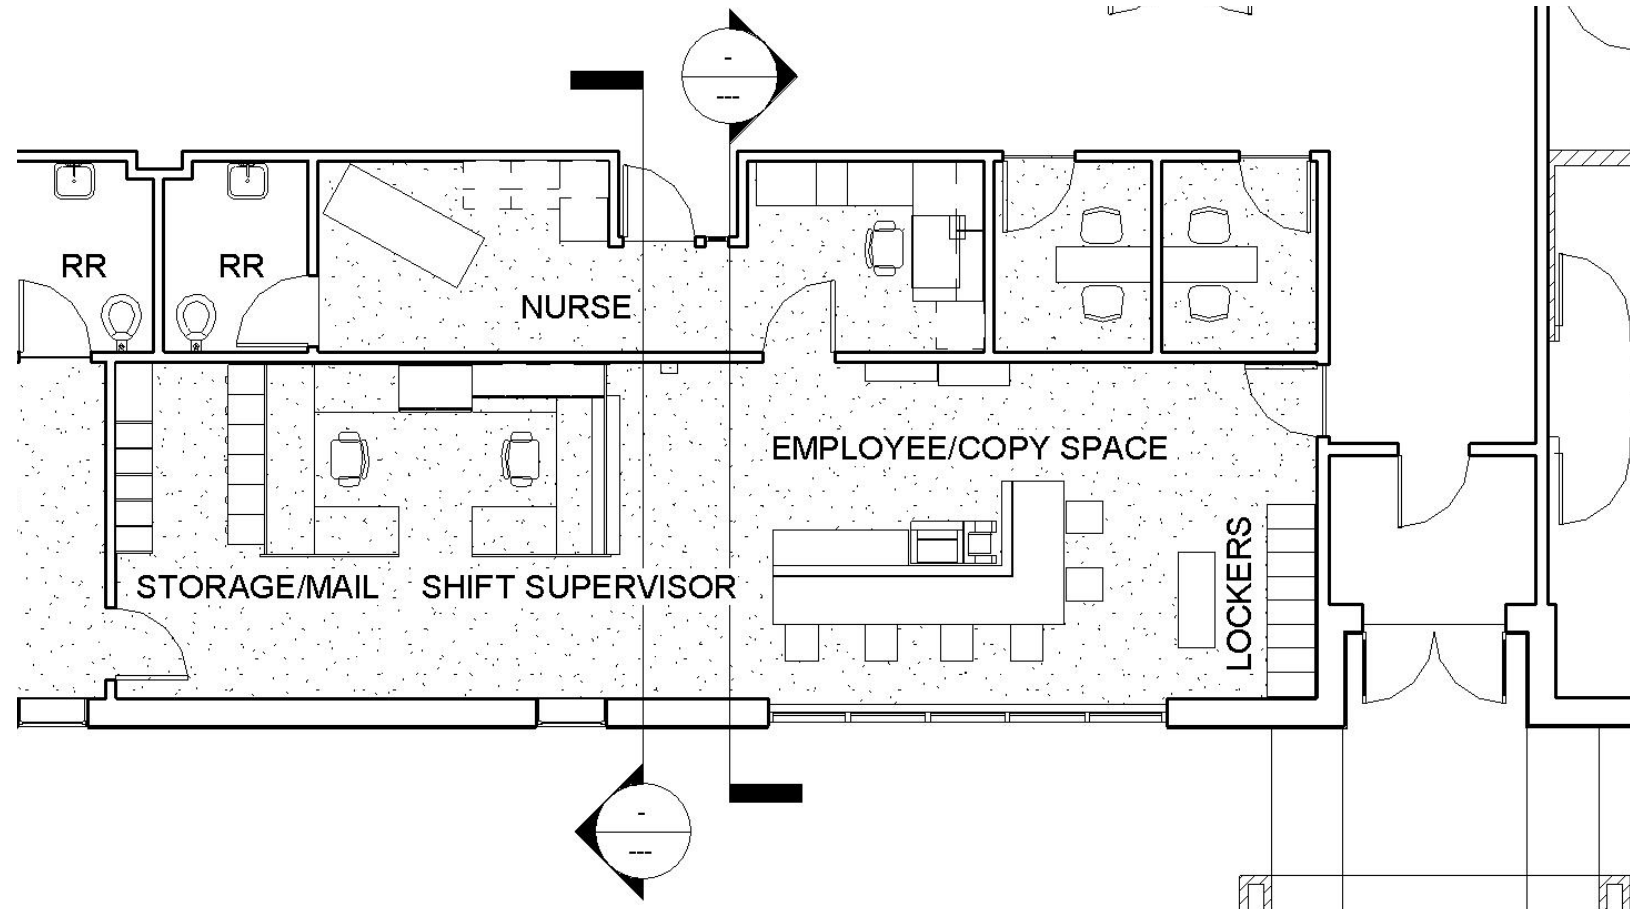 -
---
RR
RR
NURSE
EMPLOYEE/COPY SPACE
STORAGE/MAIL
SHIFT SUPERVISOR
LOCKERS
-
---